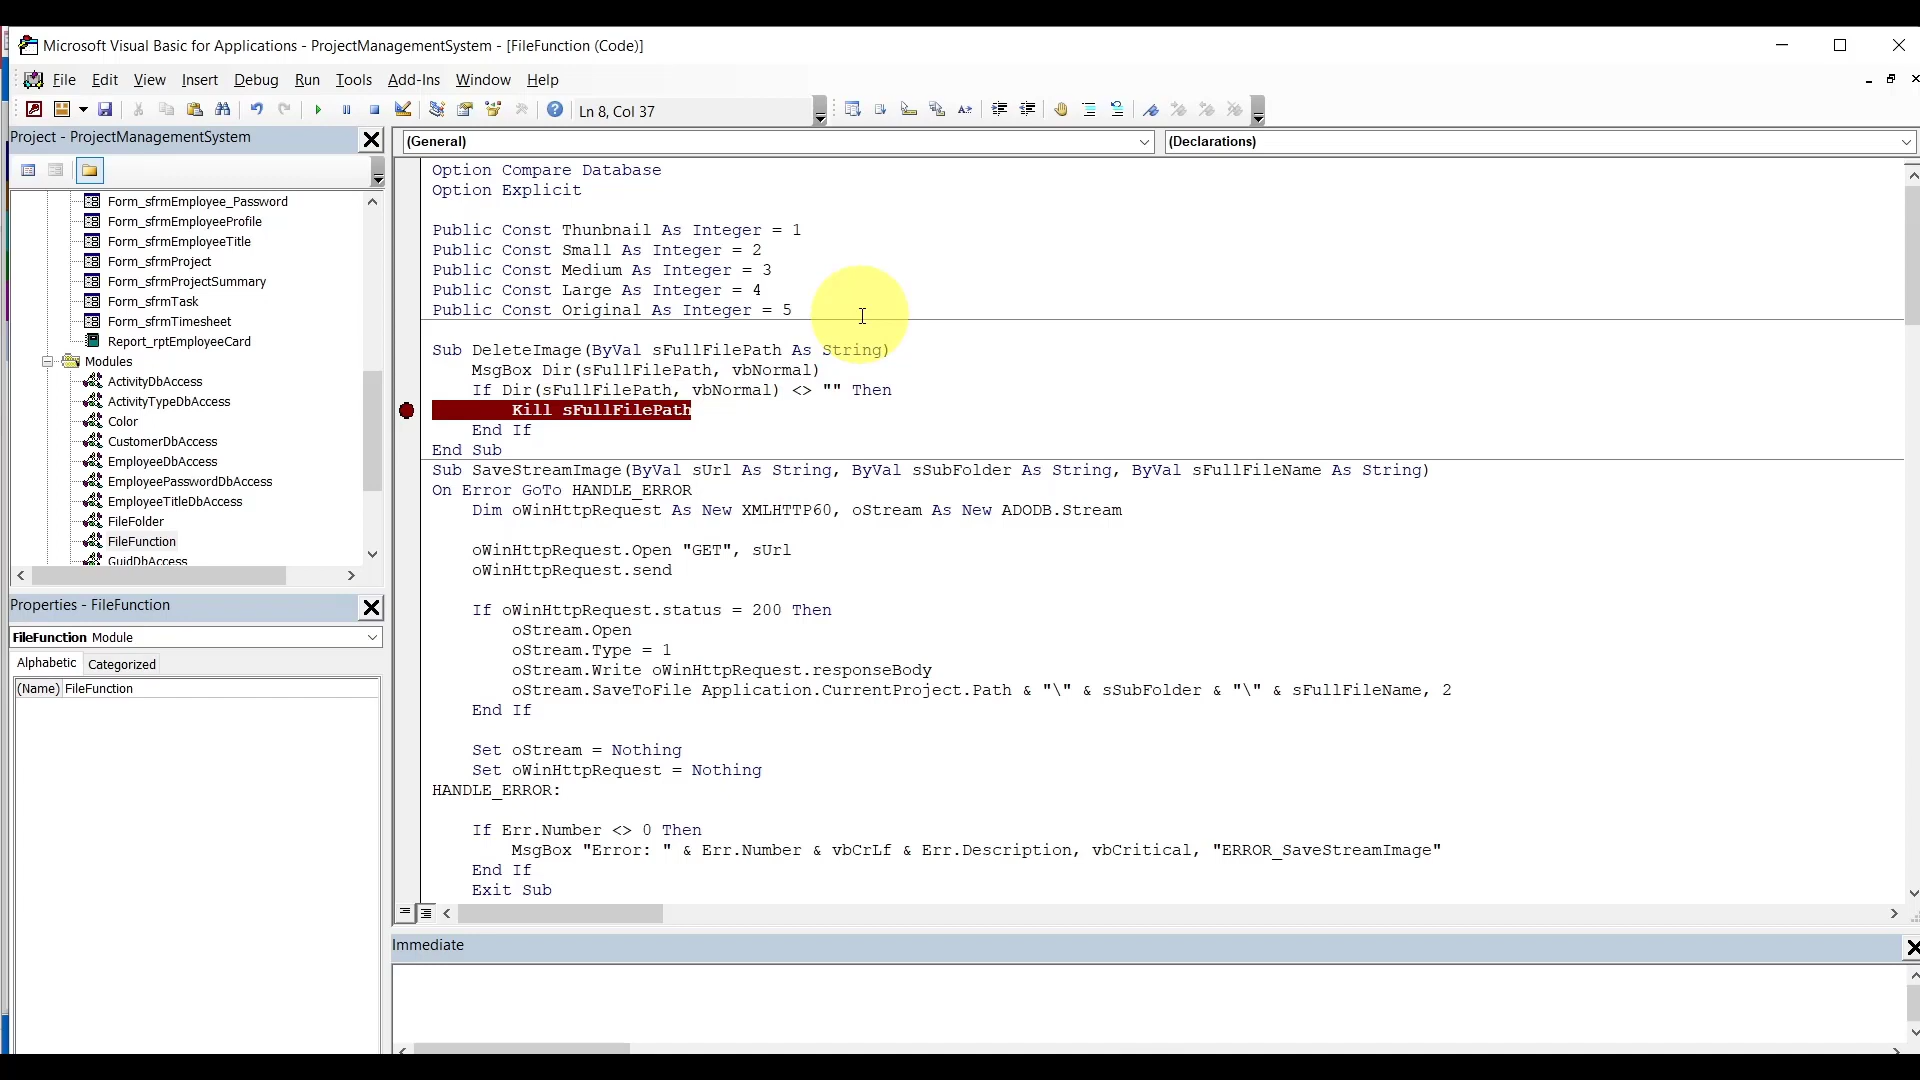 Microsoft Visual Basic for Applications - ProjectManagementSystem - [FileFunction (Code)]
File Edit View Insert Debug Run Tools Add-Ins Window Help
Ln 8, Col 37
Project - ProjectManagementSystem
Form_sfrmEmployee_Password
Form_sfrmEmployeeProfile
Form_sfrmEmployeeTitle
Form_sfrmProject
Form_sfrmProjectSummary
Form_sfrmTask
Form_sfrmTimesheet
Report_rptEmployeeCard
Modules
ActivityDbAccess
ActivityTypeDbAccess
Color
CustomerDbAccess
EmployeeDbAccess
EmployeePasswordDbAccess
EmployeeTitleDbAccess
FileFolder
FileFunction
GuidDbAccess
Properties - FileFunction
FileFunction Module
Alphabetic Categorized
(Name) FileFunction
(General) (Declarations)
Option Compare Database
Option Explicit
Public Const Thunbnail As Integer = 1
Public Const Small As Integer = 2
Public Const Medium As Integer = 3
Public Const Large As Integer = 4
Public Const Original As Integer = 5
Sub DeleteImage(ByVal sFullFilePath As String)
MsgBox Dir(sFullFilePath, vbNormal)
If Dir(sFullFilePath, vbNormal) <> "" Then
Kill sFullFilePath
End If
End Sub
Sub SaveStreamImage(ByVal sUrl As String, ByVal sSubFolder As String, ByVal sFullFileName As String)
On Error GoTo HANDLE_ERROR
Dim oWinHttpRequest As New XMLHTTP60, oStream As New ADODB.Stream
oWinHttpRequest.Open "GET", sUrl
oWinHttpRequest.send
If oWinHttpRequest.status = 200 Then
oStream.Open
oStream.Type = 1
oStream.Write oWinHttpRequest.responseBody
oStream.SaveToFile Application.CurrentProject.Path & "\" & sSubFolder & "\" & sFullFileName, 2
End If
Set oStream = Nothing
Set oWinHttpRequest = Nothing
HANDLE_ERROR:
If Err.Number <> 0 Then
MsgBox "Error: " & Err.Number & vbCrLf & Err.Description, vbCritical, "ERROR_SaveStreamImage"
End If
Exit Sub
Immediate